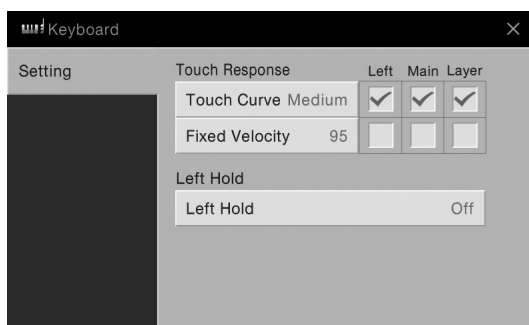 Keyboard
Setting
Touch Response Left Main Layer
Touch Curve Medium
Fixed Velocity 95
Left Hold
Left Hold Off